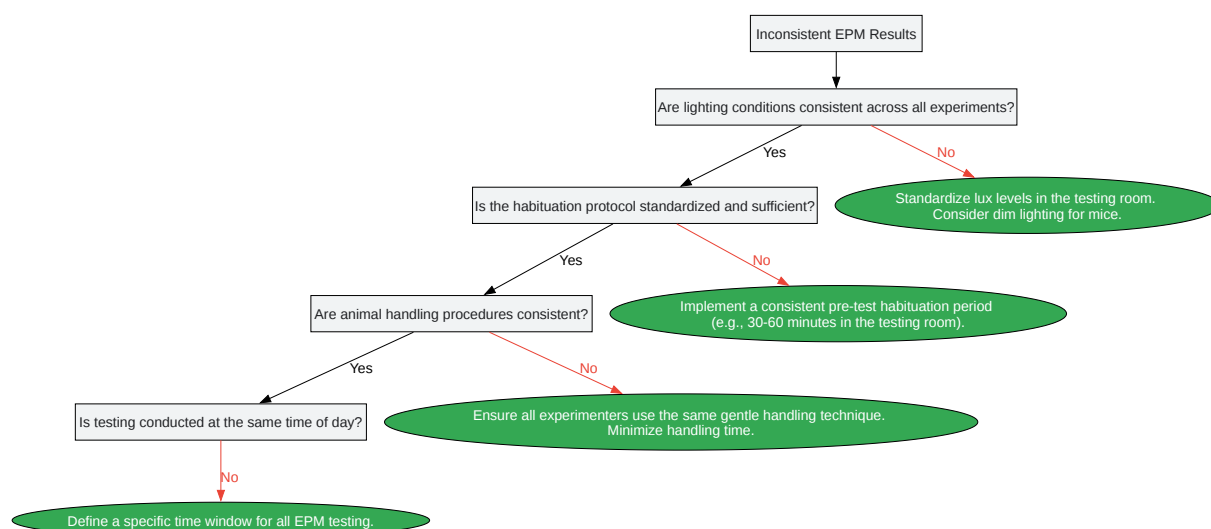 Inconsistent EPM Results
Are lighting conditions consistent across all experiments?
Yes
No
Standardize lux levels in the testing room.
Consider dim lighting for mice.
Is the habituation protocol standardized and sufficient?
Yes
No
Implement a consistent pre-test habituation period
(e.g., 30-60 minutes in the testing room).
Are animal handling procedures consistent?
Yes
No
Ensure all experimenters use the same gentle handling technique.
Minimize handling time.
Is testing conducted at the same time of day?
No
Define a specific time window for all EPM testing.